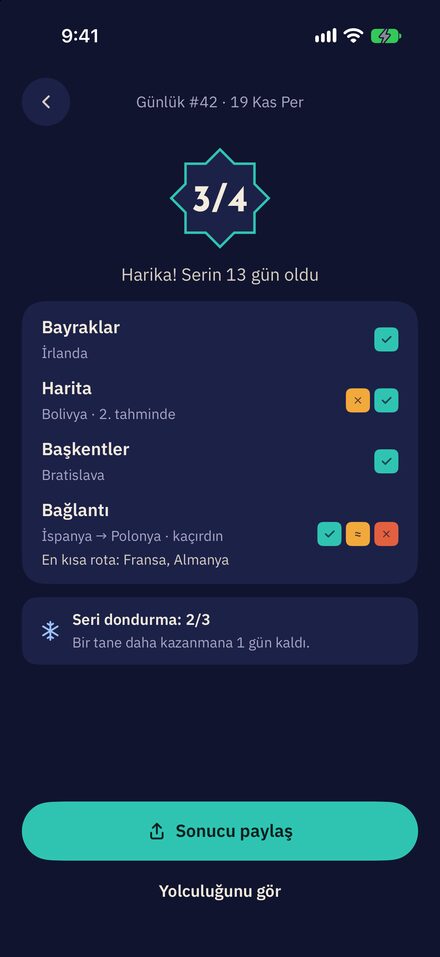 9:41
Günlük #42 · 19 Kas Per
3/4
Harika! Serin 13 gün oldu
Bayraklar
İrlanda
Harita
Bolivya · 2. tahminde
Başkentler
Bratislava
Bağlantı
İspanya → Polonya · kaçırdın
En kısa rota: Fransa, Almanya
Seri dondurma: 2/3
Bir tane daha kazanmana 1 gün kaldı.
Sonucu paylaş
Yolculuğunu gör